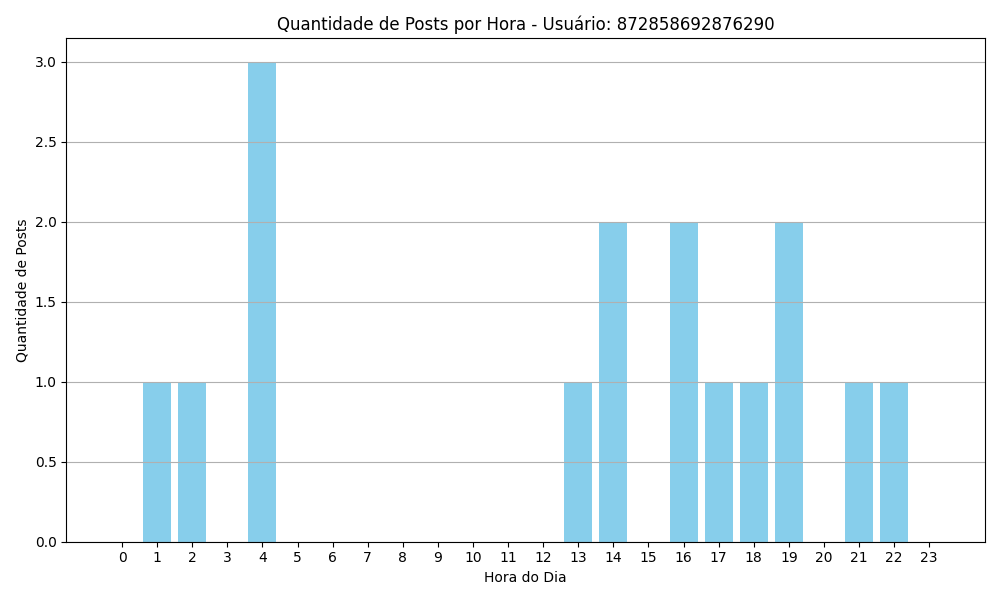 Quantidade de Posts por Hora - Usuário: 872858692876290
3.0
2.5
2.0
1.5
1.0
0.5
0.0
Quantidade de Posts
0 1 2 3 4 5 6 7 8 9 10 11 12 13 14 15 16 17 18 19 20 21 22 23
Hora do Dia